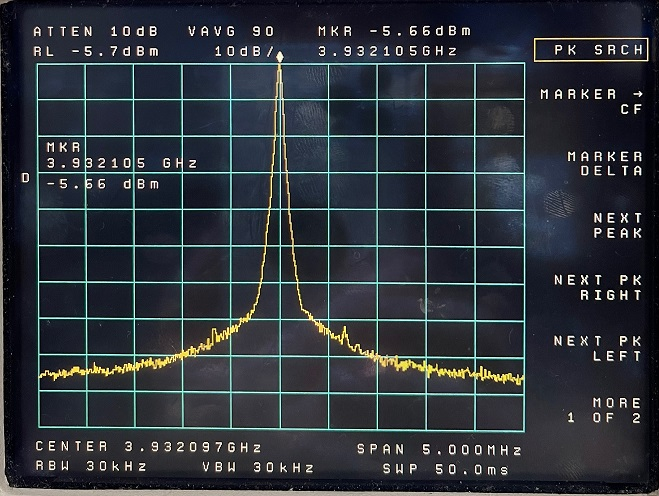 ATTEN 10dB VAVG 90 MKR -5.66dBm
RL -5.7dBm 10dB/ 3.932105GHz
PK SRCH
MARKER →
CF
MKR
3.932105 GHz
D
-5.66 dBm
MARKER
DELTA
NEXT
PEAK
NEXT PK
RIGHT
NEXT PK
LEFT
MORE
1 OF 2
CENTER 3.932097GHz SPAN 5.000MHz
RBW 30kHz VBW 30kHz SWP 50.0ms